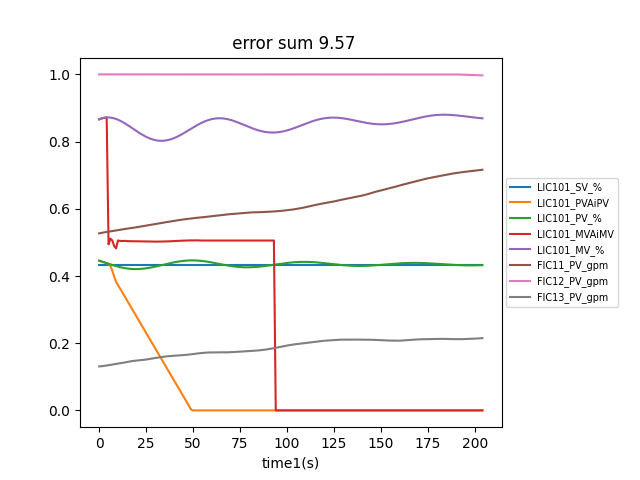 error sum 9.57
1.0
0.8
0.6
0.4
0.2
0.0
0 25 50 75 100 125 150 175 200
time1(s)
LIC101_SV_%
LIC101_PVAiPV
LIC101_PV_%
LIC101_MVAiMV
LIC101_MV_%
FIC11_PV_gpm
FIC12_PV_gpm
FIC13_PV_gpm